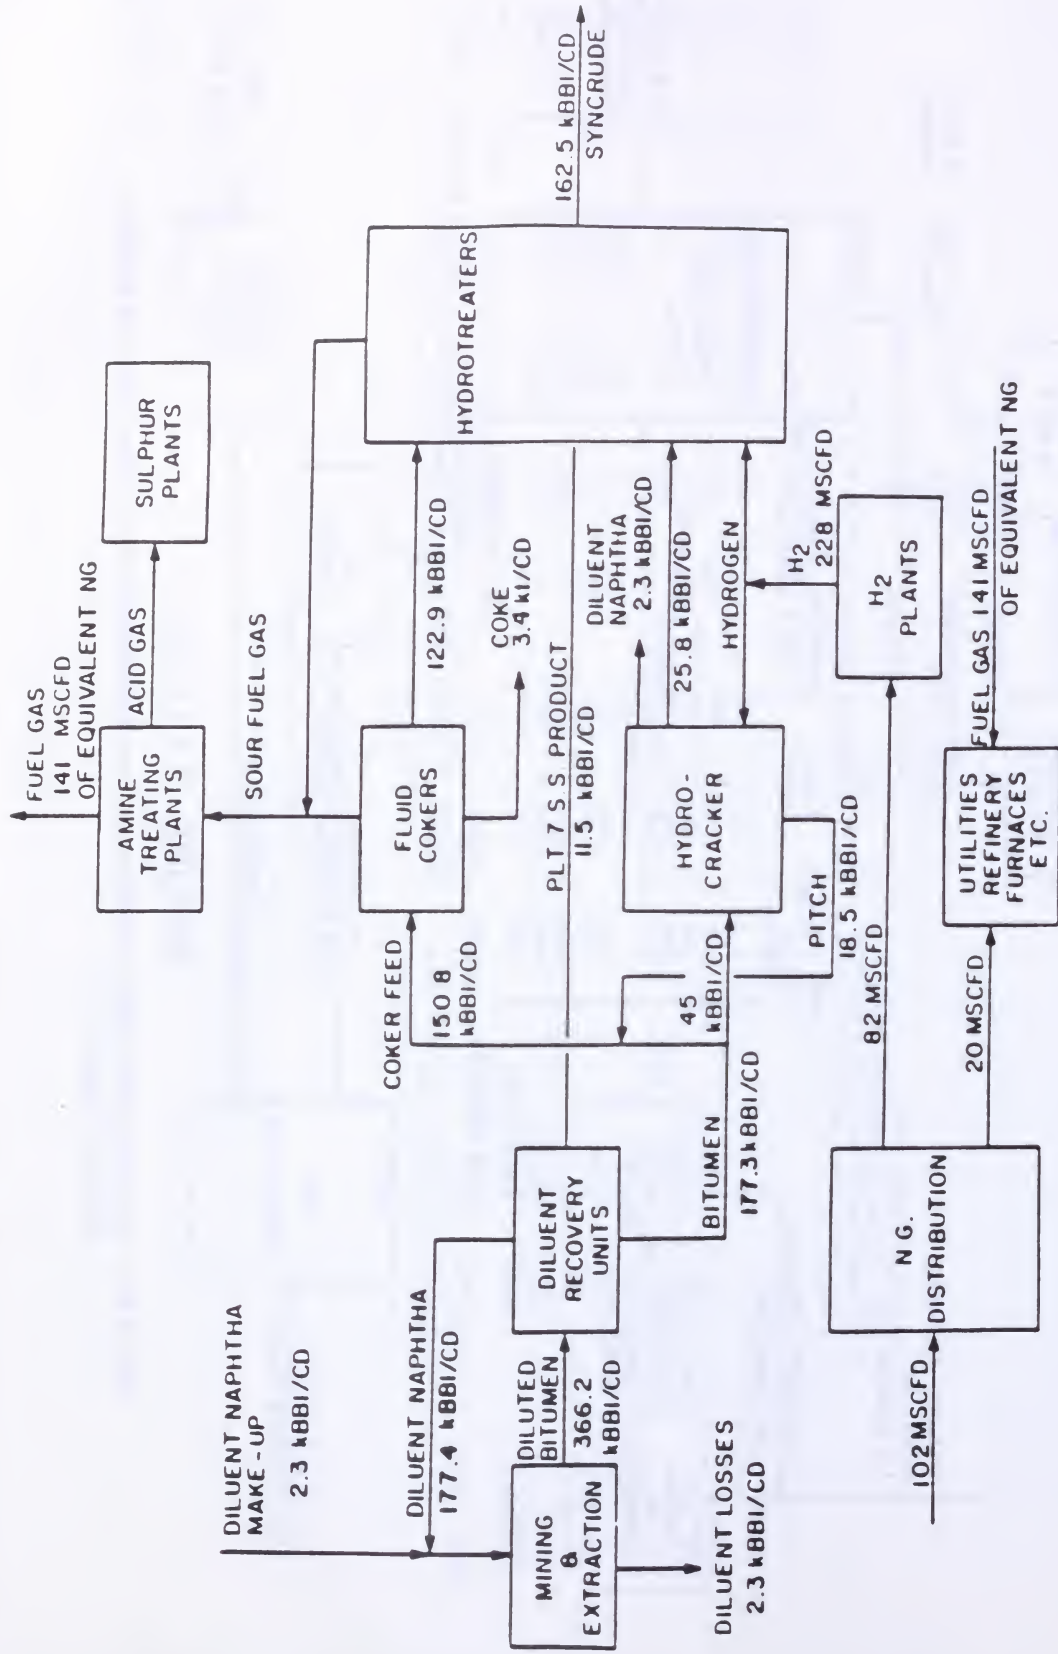 FUEL GAS
141 MSCFD
OF EQUIVALENT NG
AMINE
TREATING
PLANTS
ACID GAS
SULPHUR
PLANTS
SOUR FUEL GAS
DILUENT NAPHTHA
MAKE-UP
2.3 kBBl/CD
DILUENT NAPHTHA
177.4 kBBl/CD
MINING
&
EXTRACTION
DILUENT LOSSES
2.3 kBBl/CD
DILUTED
BITUMEN
366.2
kBBl/CD
DILUENT
RECOVERY
UNITS
BITUMEN
177.3 kBBl/CD
COKER FEED
150 8
kBBl/CD
FLUID
COKERS
122.9 kBBl/CD
COKE
3.4 kl/CD
PLT 7 S.S PRODUCT
11.5 kBBl/CD
45
kBBl/CD
HYDRO-
CRACKER
PITCH
18.5 kBBl/CD
DILUENT
NAPHTHA
2.3 kBBl/CD
25.8 kBBl/CD
HYDROGEN
HYDROTREATERS
162.5 kBBl/CD
SYNCRUDE
H2
228 MSCFD
H2
PLANTS
102 MSCFD
N G.
DISTRIBUTION
82 MSCFD
20 MSCFD
UTILITIES
REFINERY
FURNACES
ETC.
FUEL GAS 141 MSCFD
OF EQUIVALENT NG